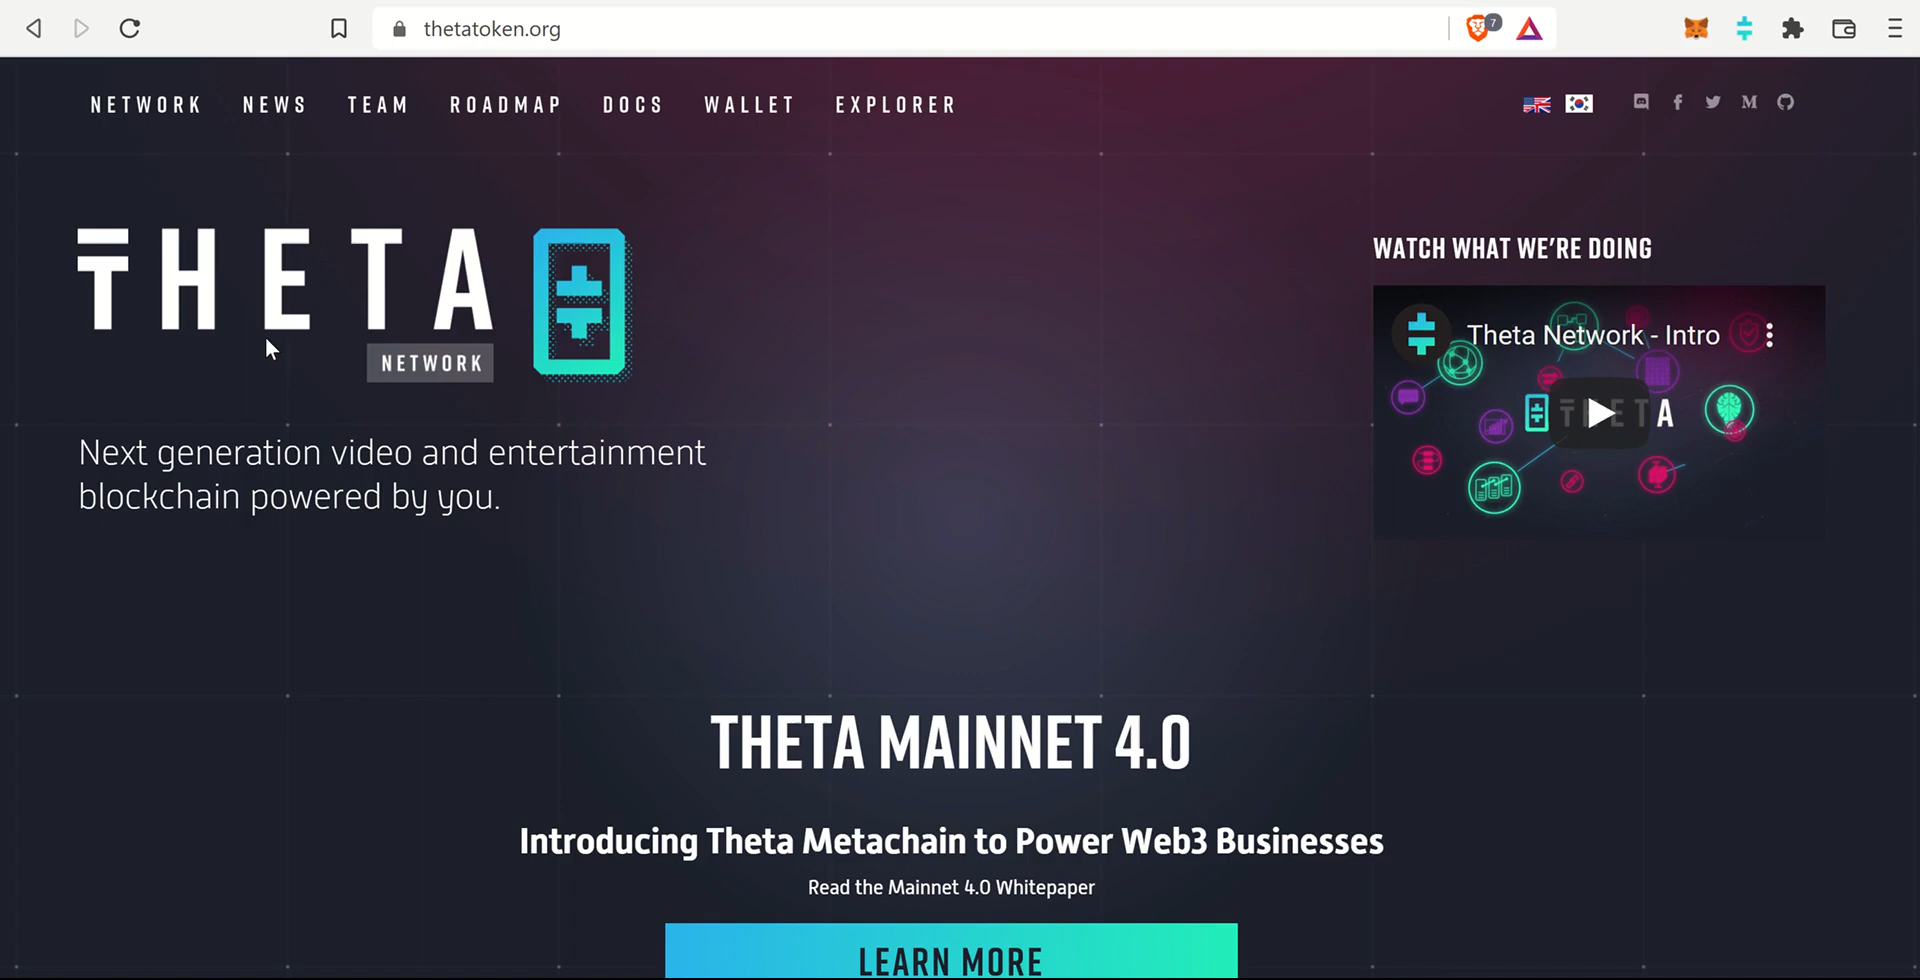 thetatoken.org
7
NETWORK NEWS TEAM ROADMAP DOCS WALLET EXPLORER
THETA
NETWORK
Next generation video and entertainment
blockchain powered by you.
WATCH WHAT WE'RE DOING
Theta Network - Intro
THETA
THETA MAINNET 4.0
Introducing Theta Metachain to Power Web3 Businesses
Read the Mainnet 4.0 Whitepaper
LEARN MORE